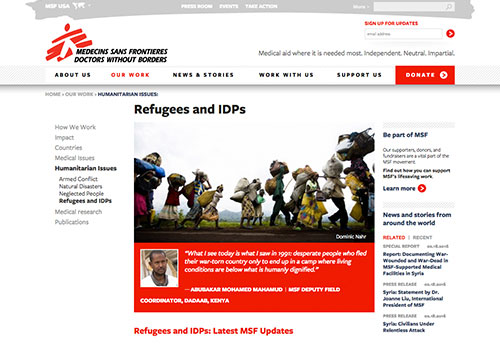 MSF USA
PRESS ROOM
EVENTS
TAKE ACTION
More
SIGN UP FOR UPDATES
email address
MEDECINS SANS FRONTIERES
DOCTORS WITHOUT BORDERS
Medical aid where it is needed most. Independent. Neutral. Impartial.
ABOUT US
OUR WORK
NEWS & STORIES
WORK WITH US
SUPPORT US
DONATE
HOME » OUR WORK » HUMANITARIAN ISSUES:
Refugees and IDPs
How We Work
Impact
Countries
Medical Issues
Humanitarian Issues
Armed Conflict
Natural Disasters
Neglected People
Refugees and IDPs
Medical research
Publications
Dominic Nahr
"What I see today is what I saw in 1991: desperate people who fled
their war-torn country only to end up in a camp where living
conditions are below what is humanly dignified."
— ABUBAKAR MOHAMED MAHAMUD | MSF DEPUTY FIELD
COORDINATOR, DADAAB, KENYA
Refugees and IDPs: Latest MSF Updates
Be part of MSF
Our supporters, donors, and
fundraisers are a vital part of the
MSF movement.
Find out how you can support
MSF's lifesaving work.
Learn more
News and stories from
around the world
RELATED | RECENT
SPECIAL REPORT 02.18.2016
Report: Documenting War-
Wounded and War-Dead in
MSF-Supported Medical
Facilities in Syria
PRESS RELEASE 02.18.2016
Syria: Statement by Dr.
Joanne Liu, International
President of MSF
PRESS RELEASE 02.18.2016
Syria: Civilians Under
Relentless Attack